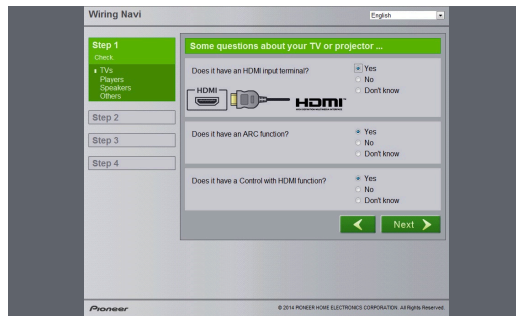 Wiring Navi
English
Step 1
Check
TVs
Players
Speakers
Others
Step 2
Step 3
Step 4
Some questions about your TV or projector ...
Does it have an HDMI input terminal?
Yes
No
Don't know
HDMI
HDMI
Does it have an ARC function?
Yes
No
Don't know
Does it have a Control with HDMI function?
Yes
No
Don't know
Next
Pioneer
© 2014 PIONEER HOME ELECTRONICS CORPORATION. All Rights Reserved.